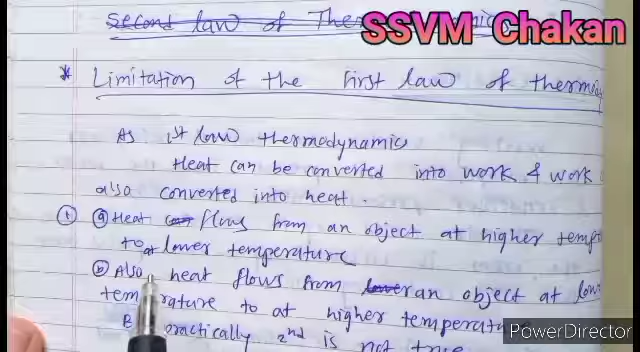 Second law of Thermodynamics
SSVM Chakan
* Limitation of the First law of thermody
As 1st law thermodynamics
Heat can be converted into work & work
also converted into heat.
① ⓐ Heat flows from an object at higher temp
to at lower temperature
ⓑ Also heat flows from an object at low
temperature to at higher temperatu
B practically 2nd is not true
PowerDirector